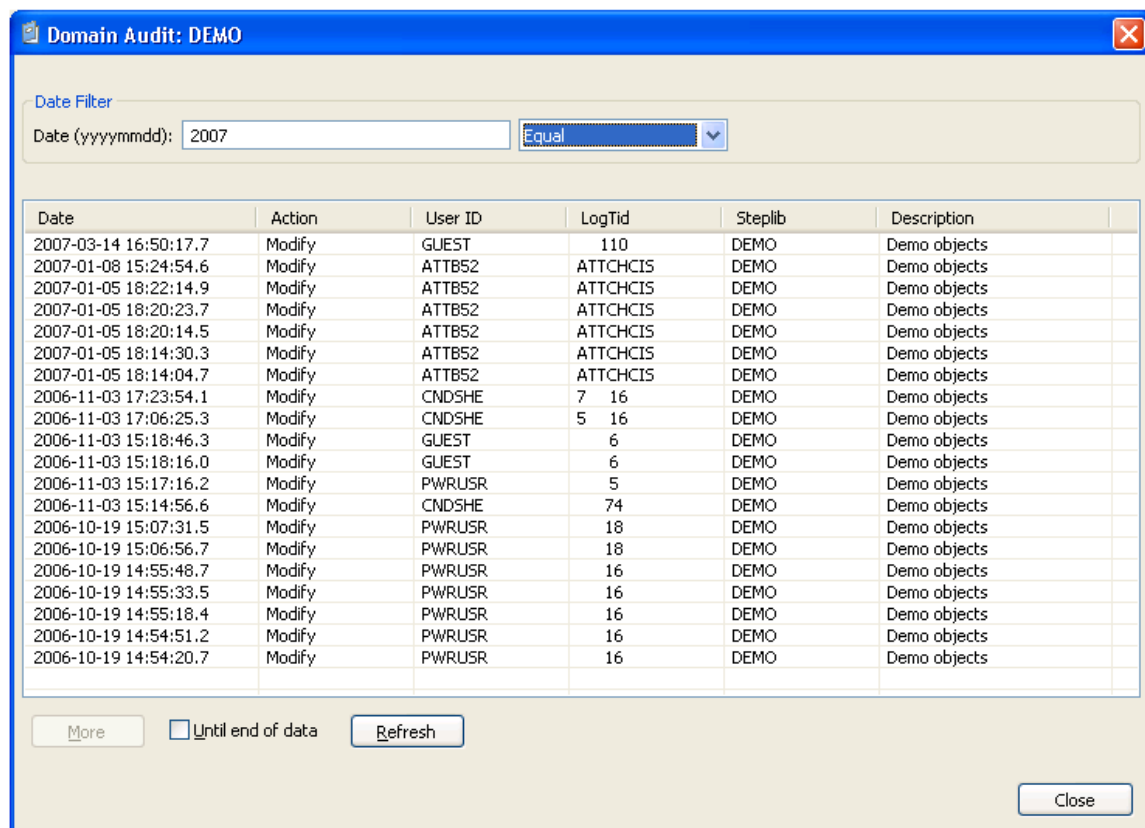 Domain Audit: DEMO
Date Filter
Date (yyyymmdd): 2007 Equal
Date Action User ID LogTid Steplib Description
2007-03-14 16:50:17.7 Modify GUEST 110 DEMO Demo objects
2007-01-08 15:24:54.6 Modify ATTB52 ATTCHCIS DEMO Demo objects
2007-01-05 18:22:14.9 Modify ATTB52 ATTCHCIS DEMO Demo objects
2007-01-05 18:20:23.7 Modify ATTB52 ATTCHCIS DEMO Demo objects
2007-01-05 18:20:14.5 Modify ATTB52 ATTCHCIS DEMO Demo objects
2007-01-05 18:14:30.3 Modify ATTB52 ATTCHCIS DEMO Demo objects
2007-01-05 18:14:04.7 Modify ATTB52 ATTCHCIS DEMO Demo objects
2006-11-03 17:23:54.1 Modify CNDSHE 7 16 DEMO Demo objects
2006-11-03 17:06:25.3 Modify CNDSHE 5 16 DEMO Demo objects
2006-11-03 15:18:46.3 Modify GUEST 6 DEMO Demo objects
2006-11-03 15:18:16.0 Modify GUEST 6 DEMO Demo objects
2006-11-03 15:17:16.2 Modify PWRUSR 5 DEMO Demo objects
2006-11-03 15:14:56.6 Modify CNDSHE 74 DEMO Demo objects
2006-10-19 15:07:31.5 Modify PWRUSR 18 DEMO Demo objects
2006-10-19 15:06:56.7 Modify PWRUSR 18 DEMO Demo objects
2006-10-19 14:55:48.7 Modify PWRUSR 16 DEMO Demo objects
2006-10-19 14:55:33.5 Modify PWRUSR 16 DEMO Demo objects
2006-10-19 14:55:18.4 Modify PWRUSR 16 DEMO Demo objects
2006-10-19 14:54:51.2 Modify PWRUSR 16 DEMO Demo objects
2006-10-19 14:54:20.7 Modify PWRUSR 16 DEMO Demo objects
More Until end of data Refresh
Close